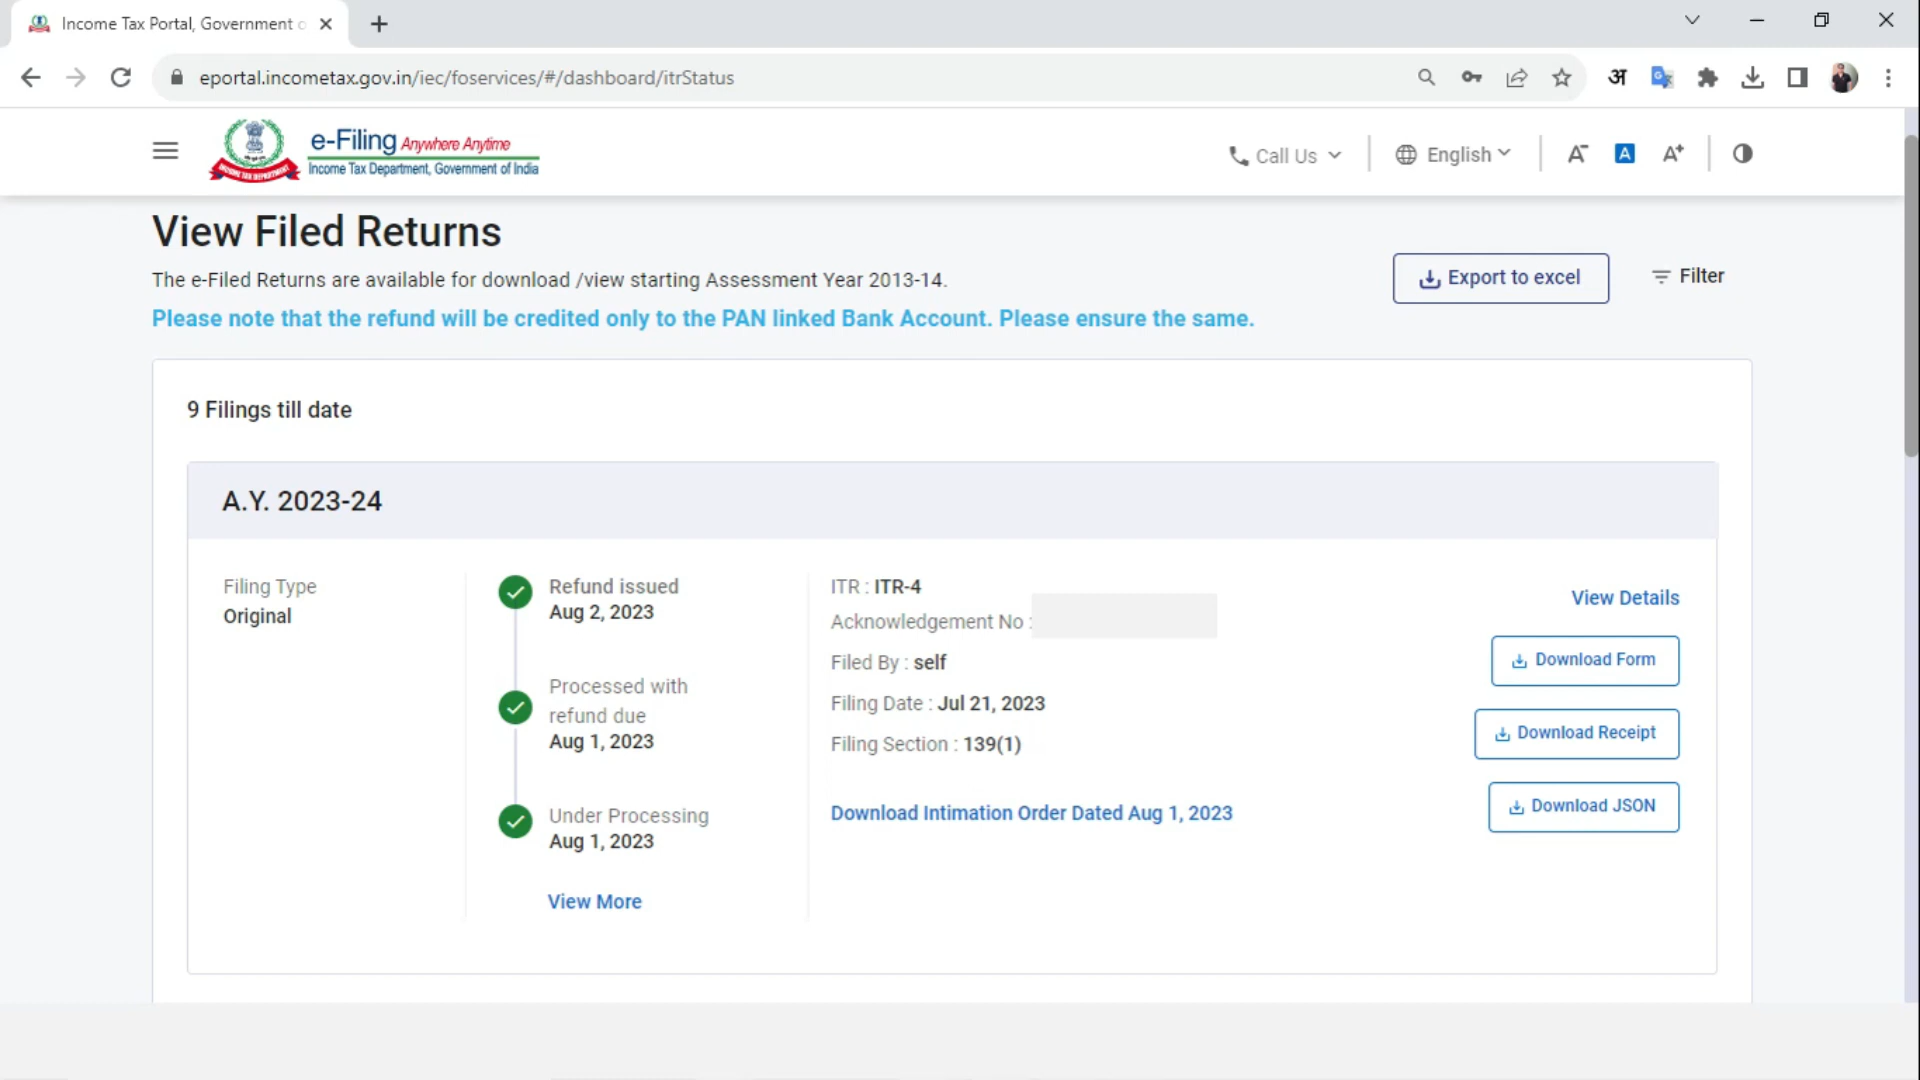 Income Tax Portal, Government
eportal.incometax.gov.in/iec/foservices/#/dashboard/itrStatus
अ
e-Filing Anywhere Anytime
Income Tax Department, Government of India
Call Us
English
A-
A
A+
View Filed Returns
The e-Filed Returns are available for download /view starting Assessment Year 2013-14.
Export to excel
Filter
Please note that the refund will be credited only to the PAN linked Bank Account. Please ensure the same.
9 Filings till date
A.Y. 2023-24
Filing Type
Original
Refund issued
Aug 2, 2023
Processed with
refund due
Aug 1, 2023
Under Processing
Aug 1, 2023
View More
ITR : ITR-4
Acknowledgement No :
Filed By : self
Filing Date : Jul 21, 2023
Filing Section : 139(1)
Download Intimation Order Dated Aug 1, 2023
View Details
Download Form
Download Receipt
Download JSON